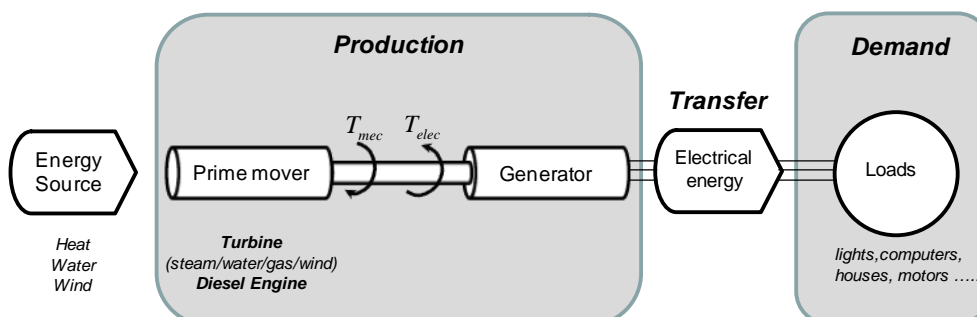 Production
Demand
Transfer
T_mec
T_elec
Energy
Source
Prime mover
Generator
Electrical
energy
Loads
Heat
Water
Wind
Turbine
(steam/water/gas/wind)
Diesel Engine
lights,computers,
houses, motors …..